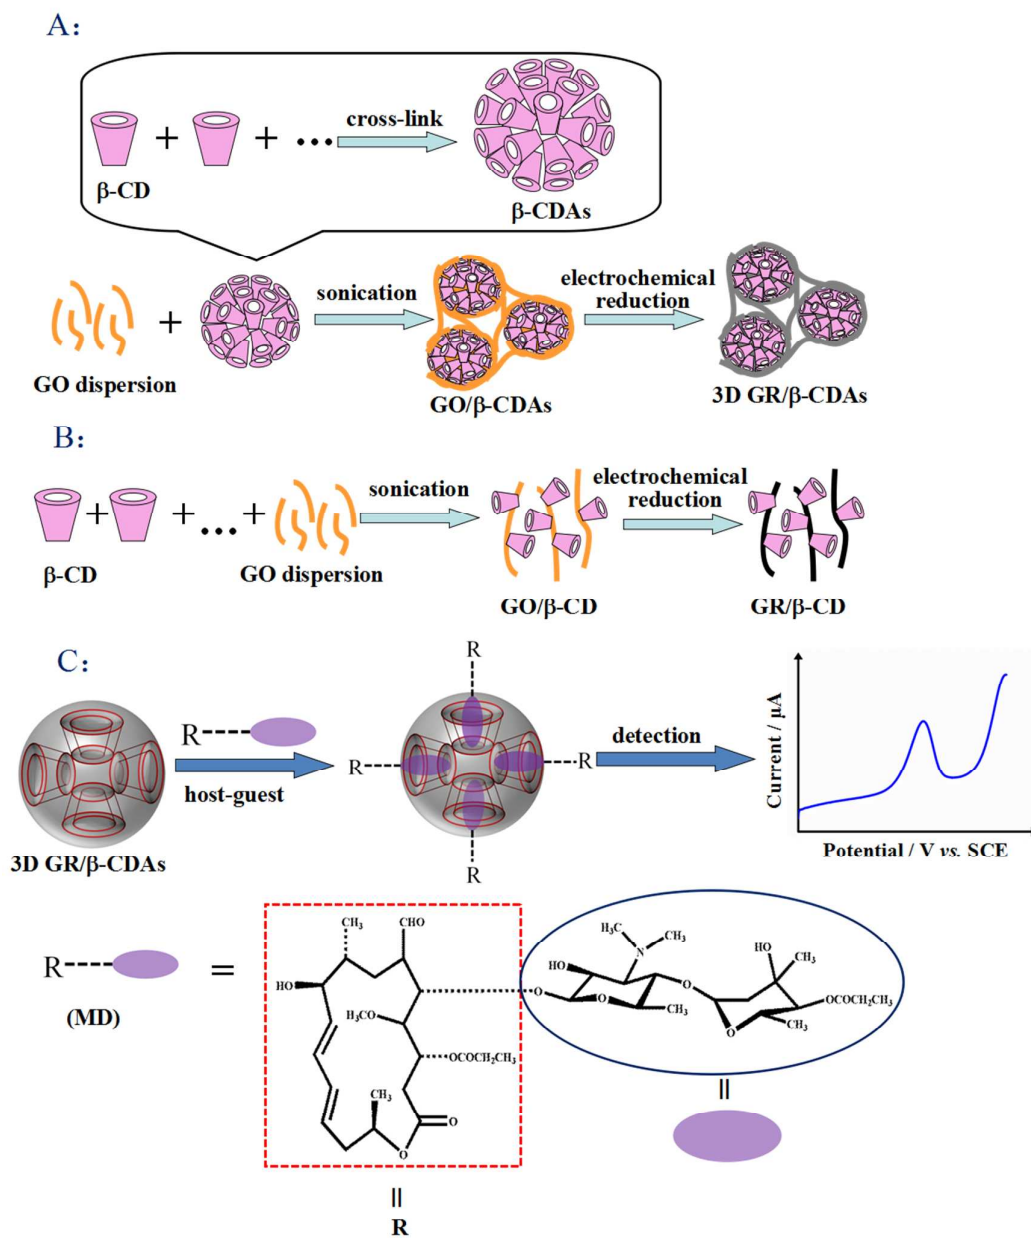 A:
cross-link
+ + •••
β-CD
β-CDAs
sonication
electrochemical
reduction
+
GO dispersion
GO/β-CDAs
3D GR/β-CDAs
B:
sonication
electrochemical
reduction
+ + ••• +
β-CD
GO dispersion
GO/β-CD
GR/β-CD
C:
R
R
host-guest
R
R
R
detection
Current / μA
Potential / V vs. SCE
3D GR/β-CDAs
R
(MD)
=
CH3
CHO
HO
H3CO
OCOCH2CH3
CH3
O
O
H3C
N
CH3
HO
O
O
CH3
O
HO
CH3
OCOCH2CH3
O
CH3
=
=
R